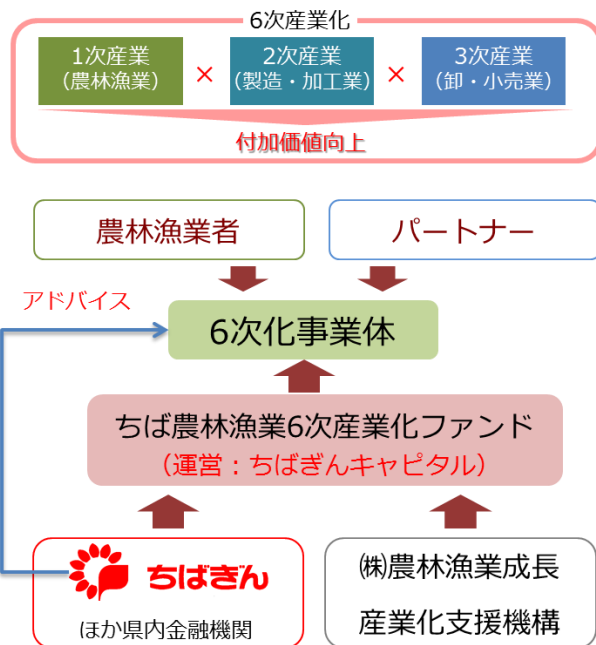 6次産業化
1次産業
(農林漁業)
×
2次産業
(製造・加工業)
×
3次産業
(卸・小売業)
付加価値向上
農林漁業者
パートナー
アドバイス
6次化事業体
ちば農林漁業6次産業化ファンド
(運営：ちばぎんキャピタル)
ちばぎん
ほか県内金融機関
㈱農林漁業成長
産業化支援機構